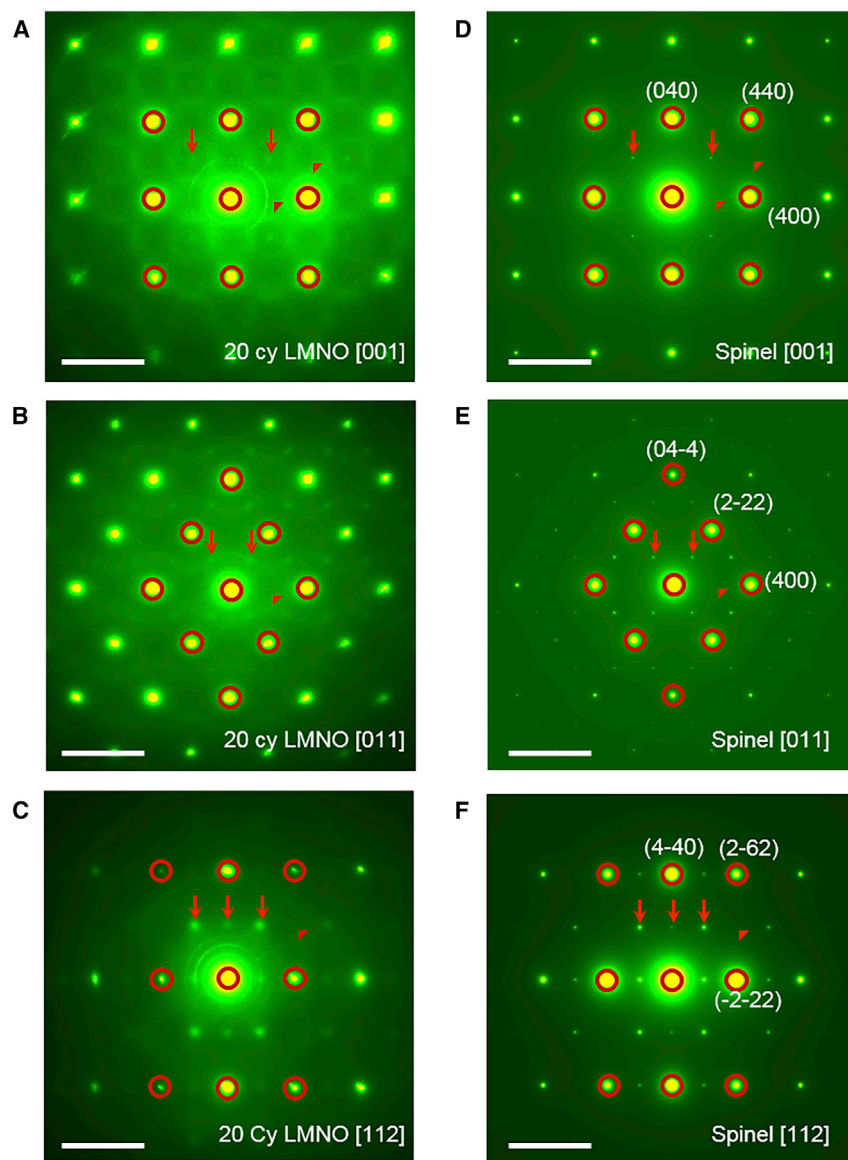 A
20 cy LMNO [001]
D
(040)
(440)
(400)
Spinel [001]
B
20 cy LMNO [011]
E
(04-4)
(2-22)
(400)
Spinel [011]
C
20 Cy LMNO [112]
F
(4-40)
(2-62)
(-2-22)
Spinel [112]